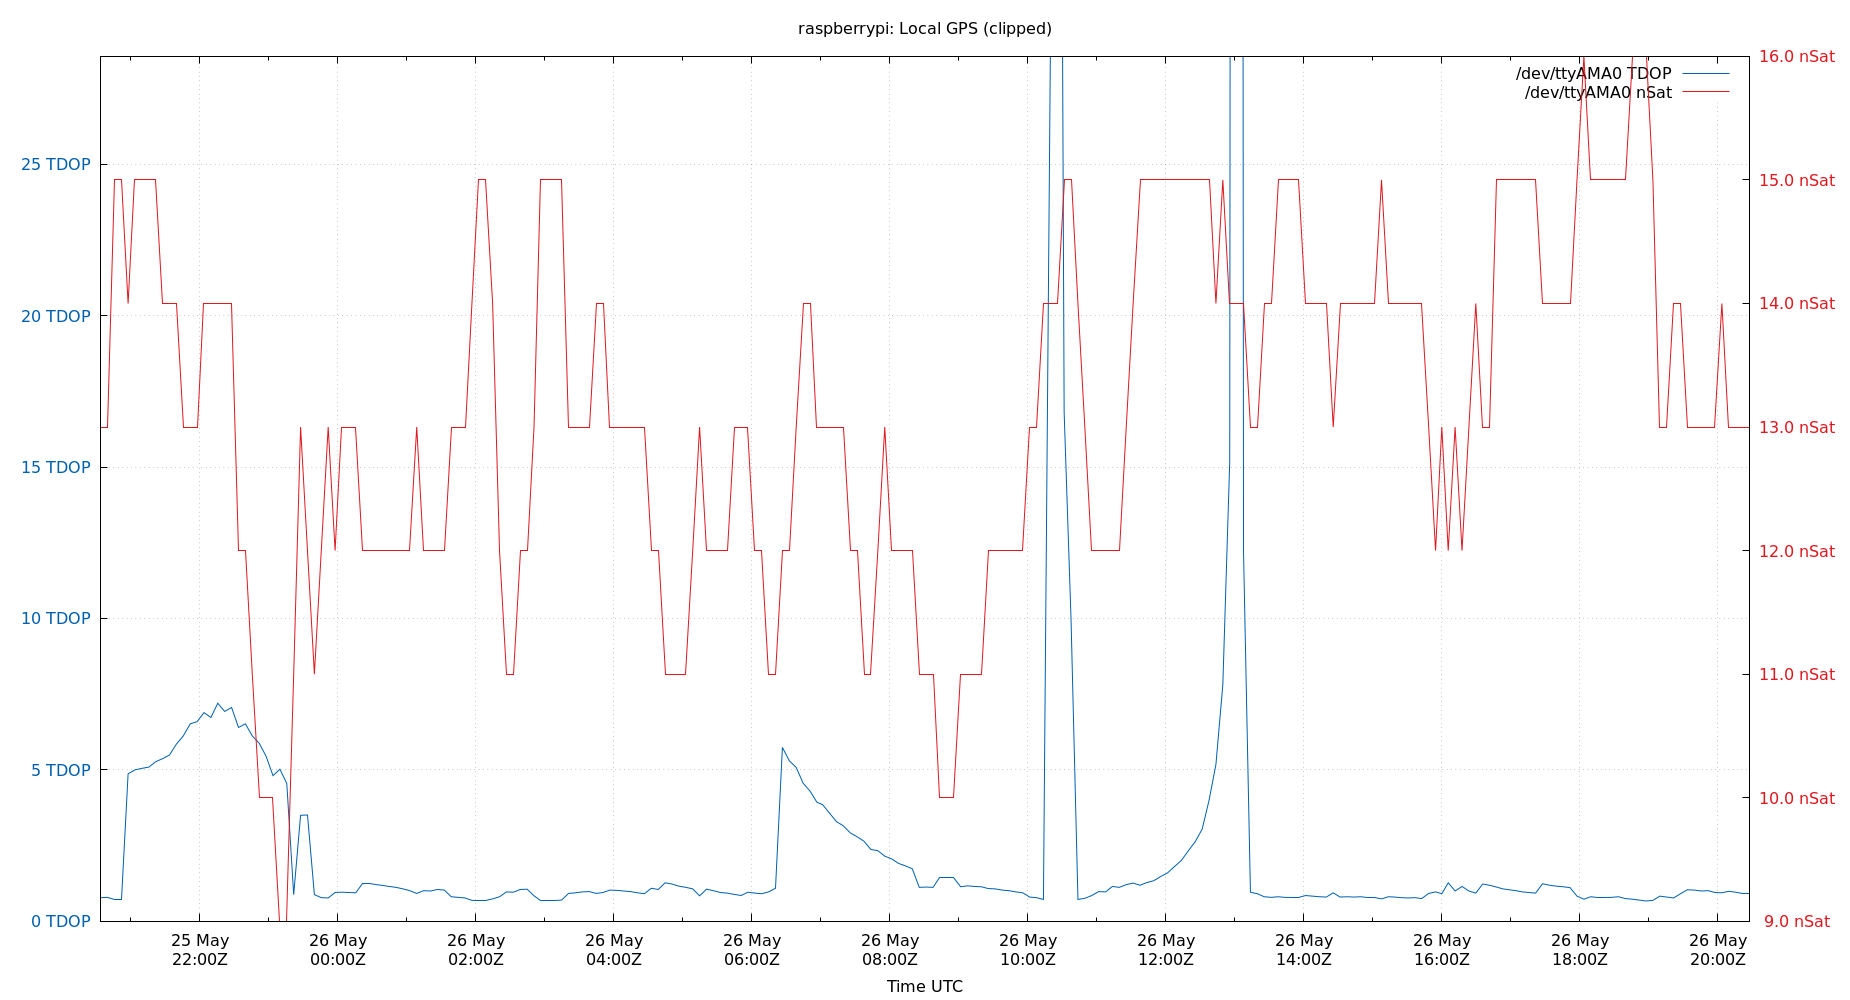 raspberrypi: Local GPS (clipped)
/dev/ttyAMA0 TDOP
/dev/ttyAMA0 nSat
25 TDOP
20 TDOP
15 TDOP
10 TDOP
5 TDOP
0 TDOP
16.0 nSat
15.0 nSat
14.0 nSat
13.0 nSat
12.0 nSat
11.0 nSat
10.0 nSat
9.0 nSat
25 May
22:00Z
26 May
00:00Z
26 May
02:00Z
26 May
04:00Z
26 May
06:00Z
26 May
08:00Z
26 May
10:00Z
26 May
12:00Z
26 May
14:00Z
26 May
16:00Z
26 May
18:00Z
26 May
20:00Z
Time UTC